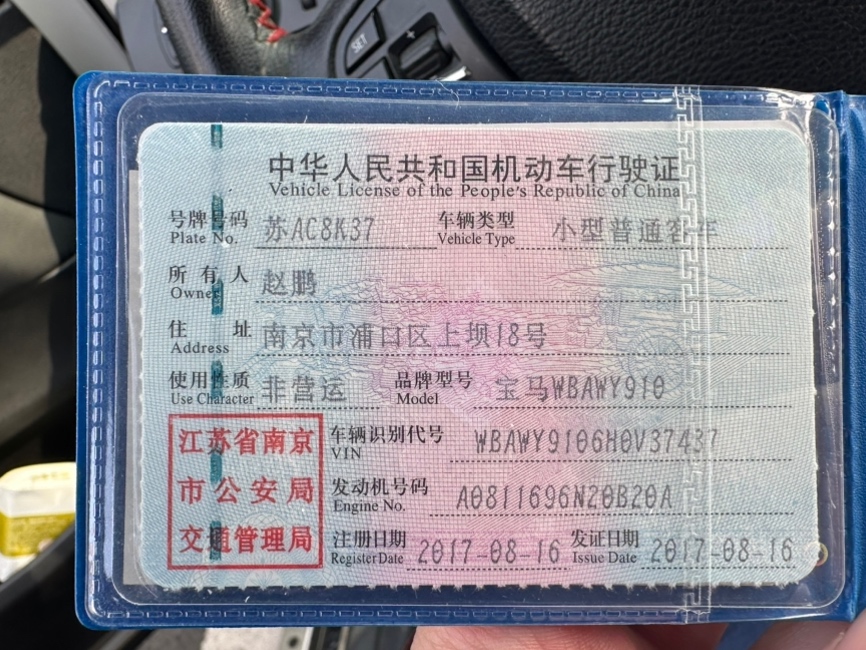 SET
+
中华人民共和国机动车行驶证
Vehicle License of the People's Republic of China
号牌号码 苏AC8K37 车辆类型 小型普通客车
Plate No. Vehicle Type
所有人 赵鹏
Owner
住址 南京市浦口区上坝18号
Address
使用性质 非营运 品牌型号 宝马WBAWY910
Use Character Model
江苏省南京
市公安局
交通管理局
车辆识别代号 WBAWY9106H0V37437
VIN
发动机号码 A0811696N20B20A
Engine No.
注册日期 2017-08-16 发证日期 2017-08-16
Register Date Issue Date